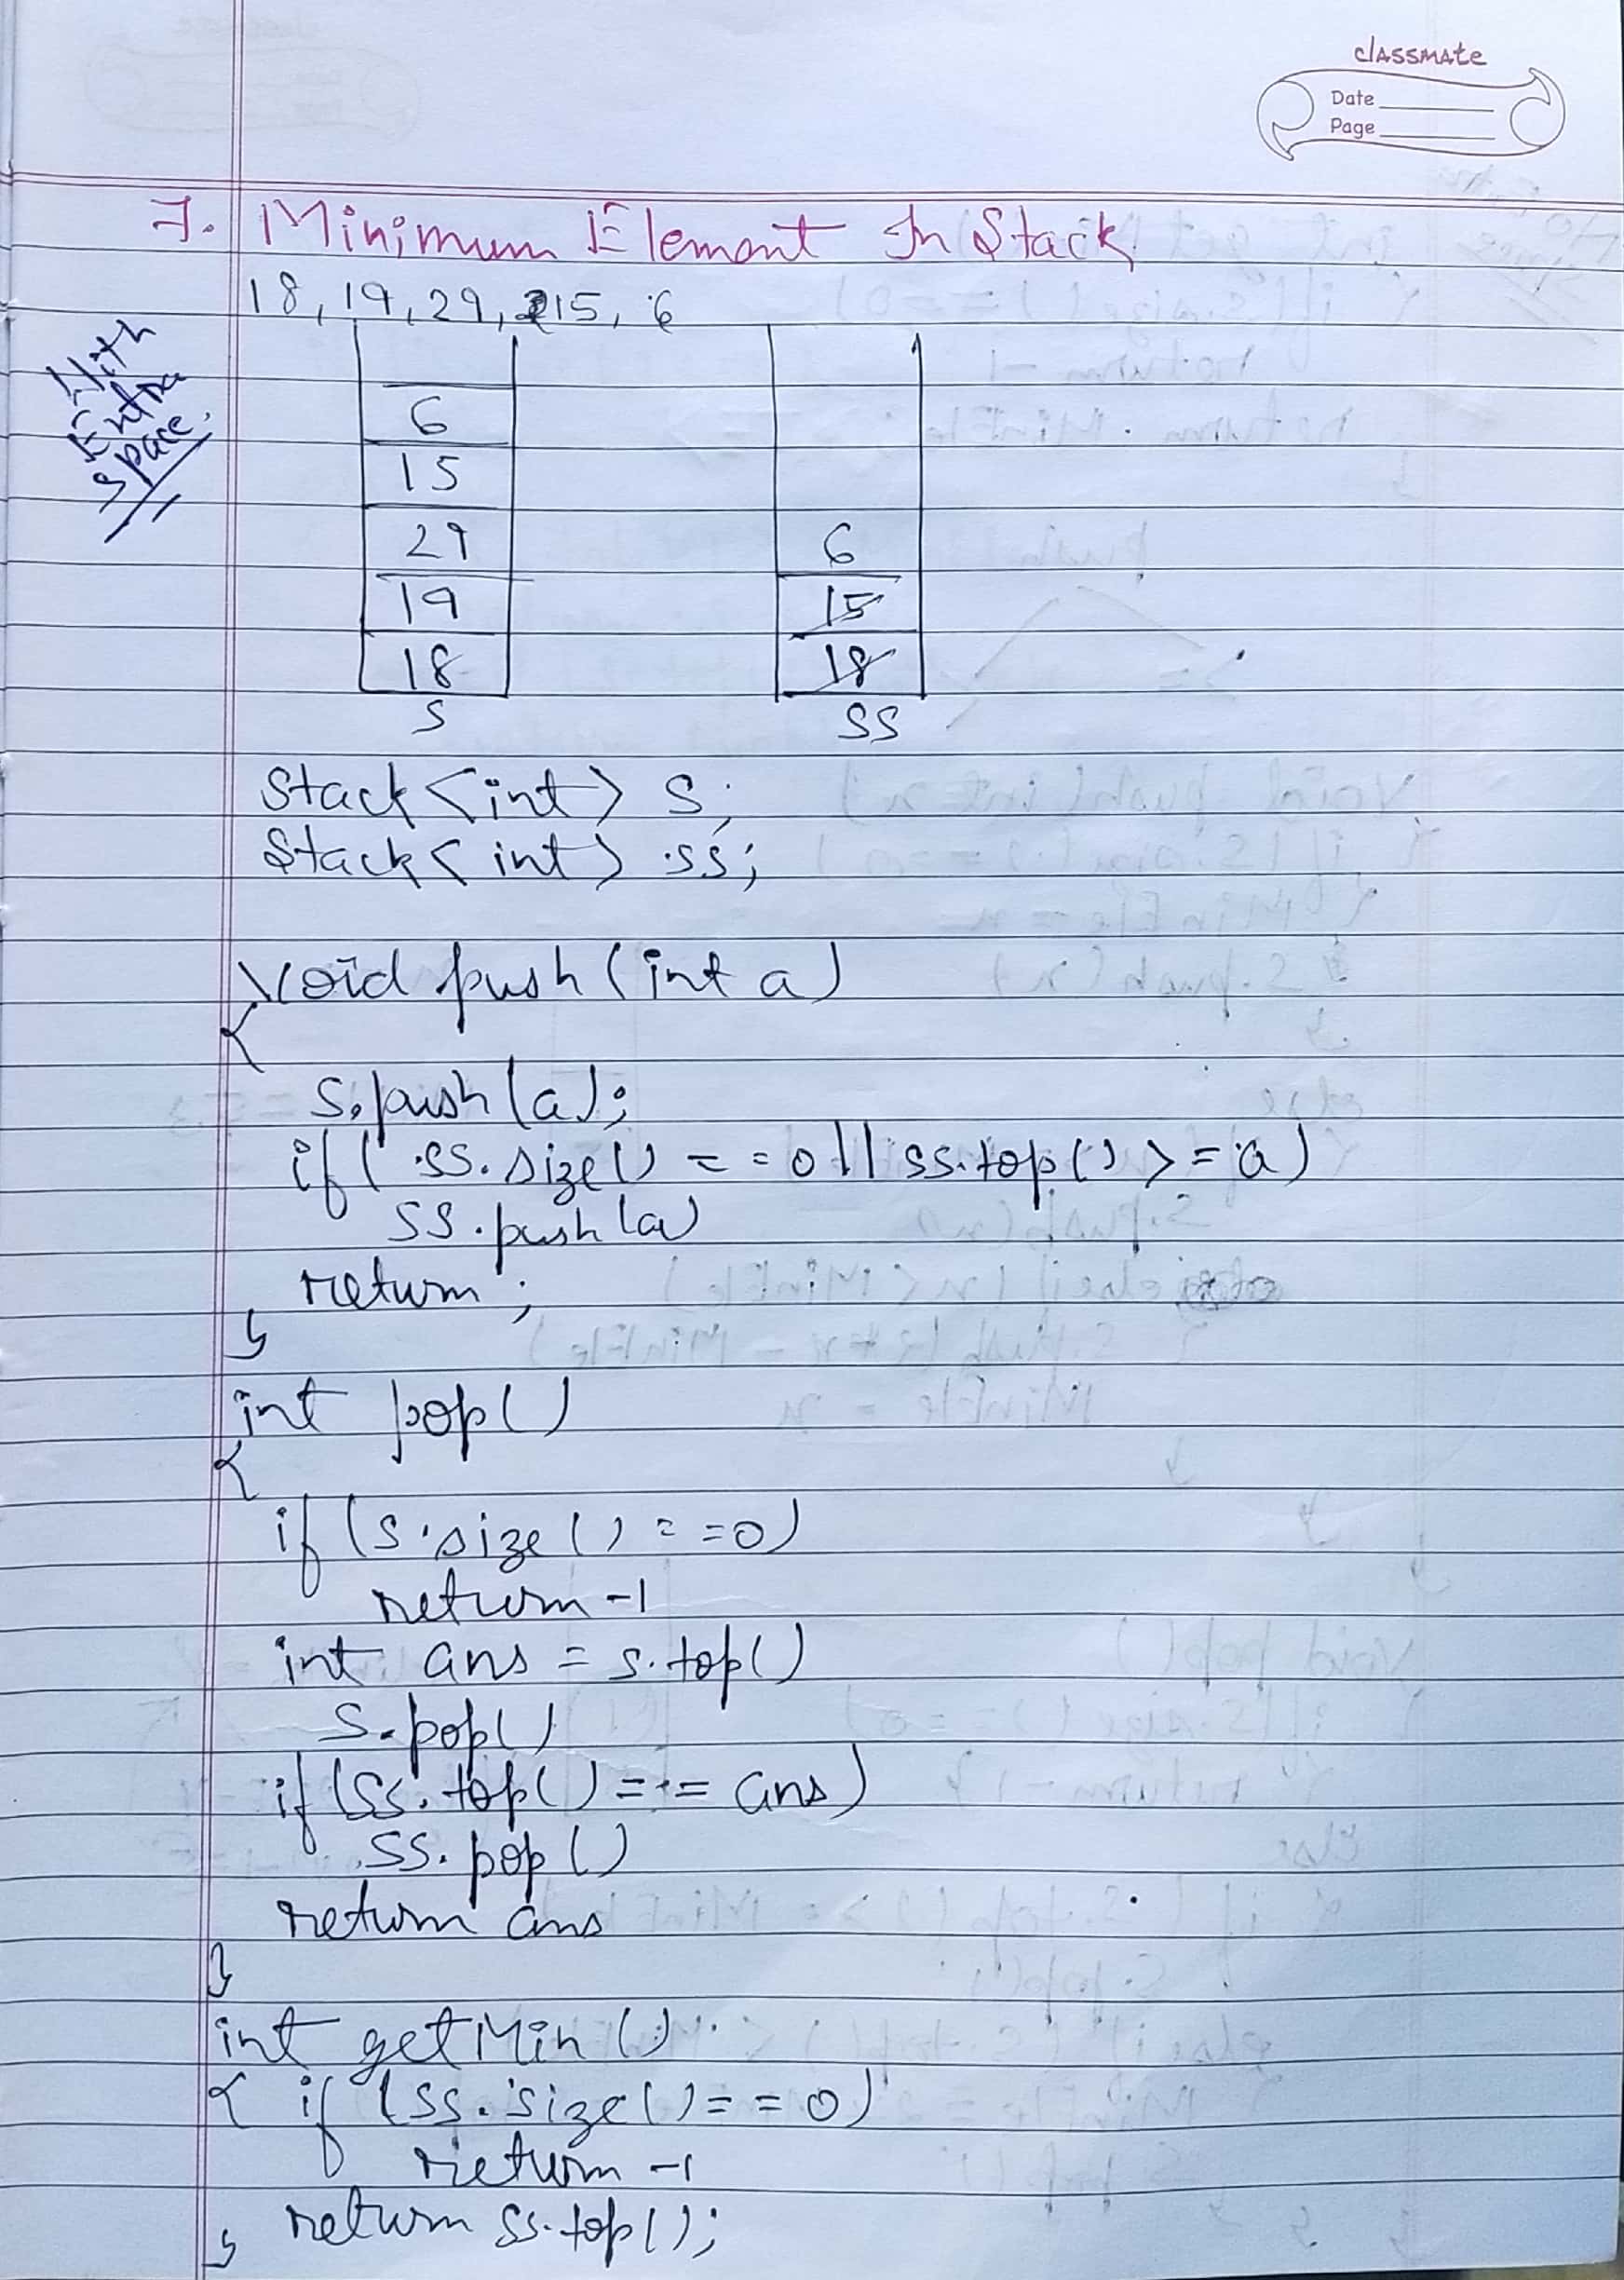 classmate
Date
Page
7. Minimum Element In Stack
18, 19, 29, 15, 6
With
Extra
Space.
6
15
29
19
18
S
6
15
18
SS
Stack <int> S;
Stack <int> SS;
Void push (int a)
{
S.push (a);
if ( SS.size() == 0 || SS.top() >= a)
SS.push (a)
return ;
}
int pop()
{
if (S.size () == 0)
return -1
int ans = S.top()
S.pop()
if (SS.top() == ans)
SS.pop ()
return ans
}
int getMin ()
{ if (SS.size() == 0)
return -1
return SS.top();
}